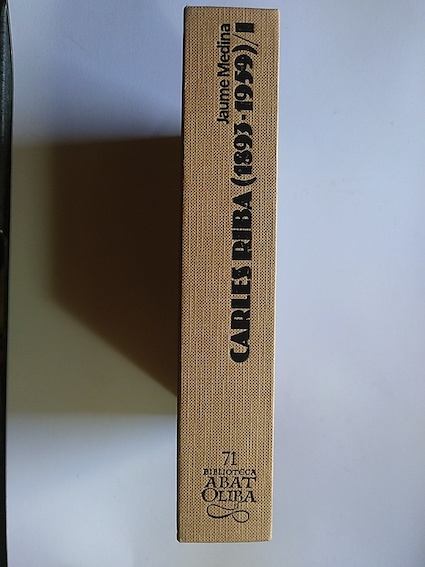 Jaume Medina
CARLES RIBA (1893-1959)/I
71
BIBLIOTECA
ABAT
OLIBA